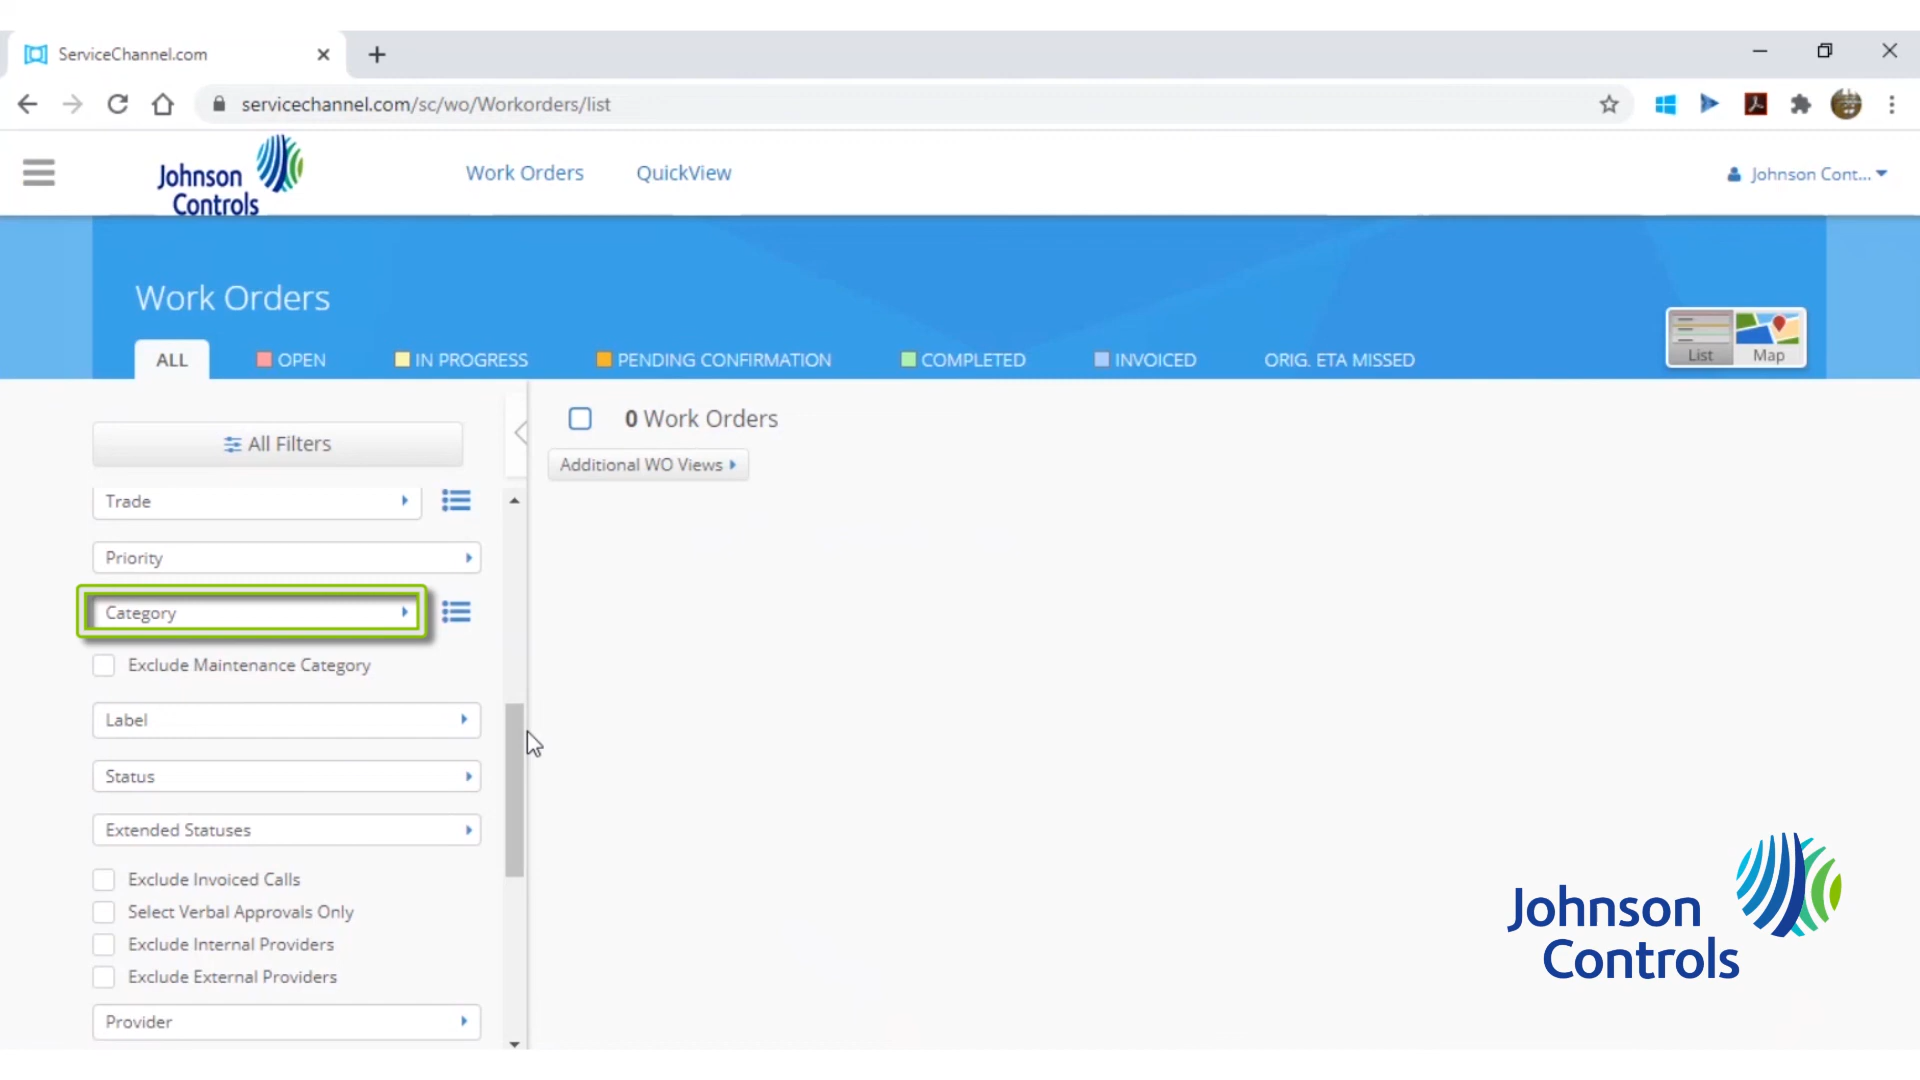 ServiceChannel.com
servicechannel.com/sc/wo/Workorders/list
Johnson
Controls
Work Orders
QuickView
Johnson Cont...
Work Orders
ALL
OPEN
IN PROGRESS
PENDING CONFIRMATION
COMPLETED
INVOICED
ORIG. ETA MISSED
List
Map
All Filters
0 Work Orders
Additional WO Views
Trade
Priority
Category
Exclude Maintenance Category
Label
Status
Extended Statuses
Exclude Invoiced Calls
Select Verbal Approvals Only
Exclude Internal Providers
Exclude External Providers
Provider
Johnson
Controls